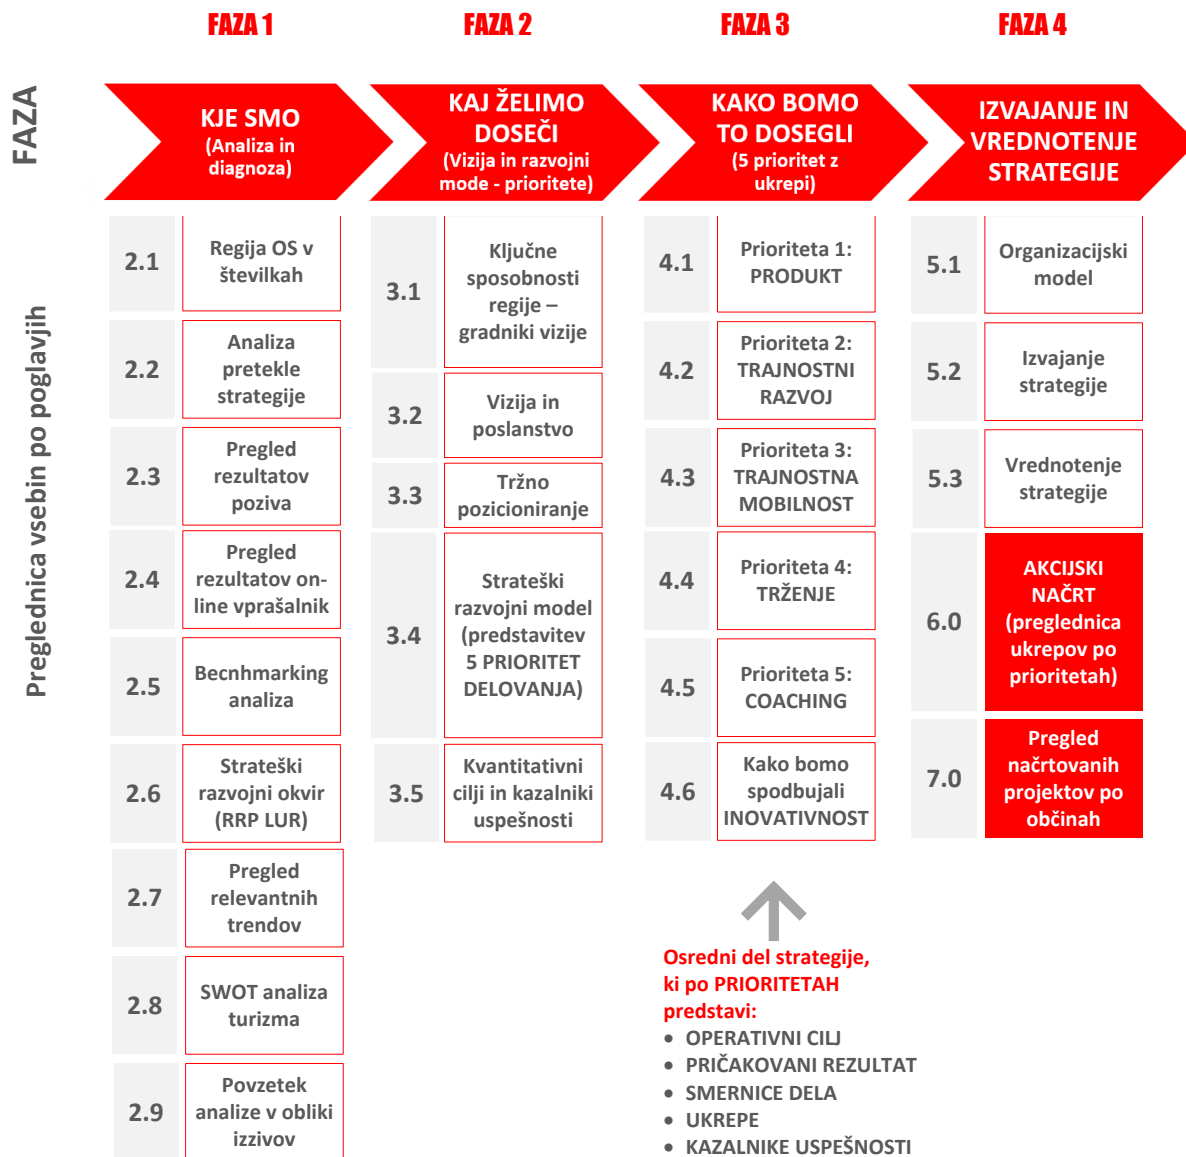 FAZA 1
FAZA 2
FAZA 3
FAZA 4
FAZA
KJE SMO
(Analiza in
diagnoza)
KAJ ŽELIMO
DOSEČI
(Vizija in razvojni
mode - prioritete)
KAKO BOMO
TO DOSEGLI
(5 prioritet z
ukrepi)
IZVAJANJE IN
VREDNOTENJE
STRATEGIJE
Preglednica vsebin po poglavjih
2.1
Regija OS v
številkah
2.2
Analiza
pretekle
strategije
2.3
Pregled
rezultatov
poziva
2.4
Pregled
rezultatov on-
line vprašalnik
2.5
Becnhmarking
analiza
2.6
Strateški
razvojni okvir
(RRP LUR)
2.7
Pregled
relevantnih
trendov
2.8
SWOT analiza
turizma
2.9
Povzetek
analize v obliki
izzivov
3.1
Ključne
sposobnosti
regije –
gradniki vizije
3.2
Vizija in
poslanstvo
3.3
Tržno
pozicioniranje
3.4
Strateški
razvojni model
(predstavitev
5 PRIORITET
DELOVANJA)
3.5
Kvantitativni
cilji in kazalniki
uspešnosti
4.1
Prioriteta 1:
PRODUKT
4.2
Prioriteta 2:
TRAJNOSTNI
RAZVOJ
4.3
Prioriteta 3:
TRAJNOSTNA
MOBILNOST
4.4
Prioriteta 4:
TRŽENJE
4.5
Prioriteta 5:
COACHING
4.6
Kako bomo
spodbujali
INOVATIVNOST
Osredni del strategije,
ki po PRIORITETAH
predstavi:
• OPERATIVNI CILJ
• PRIČAKOVANI REZULTAT
• SMERNICE DELA
• UKREPE
• KAZALNIKE USPEŠNOSTI
5.1
Organizacijski
model
5.2
Izvajanje
strategije
5.3
Vrednotenje
strategije
6.0
AKCIJSKI
NAČRT
(preglednica
ukrepov po
prioritetah)
7.0
Pregled
načrtovanih
projektov po
občinah